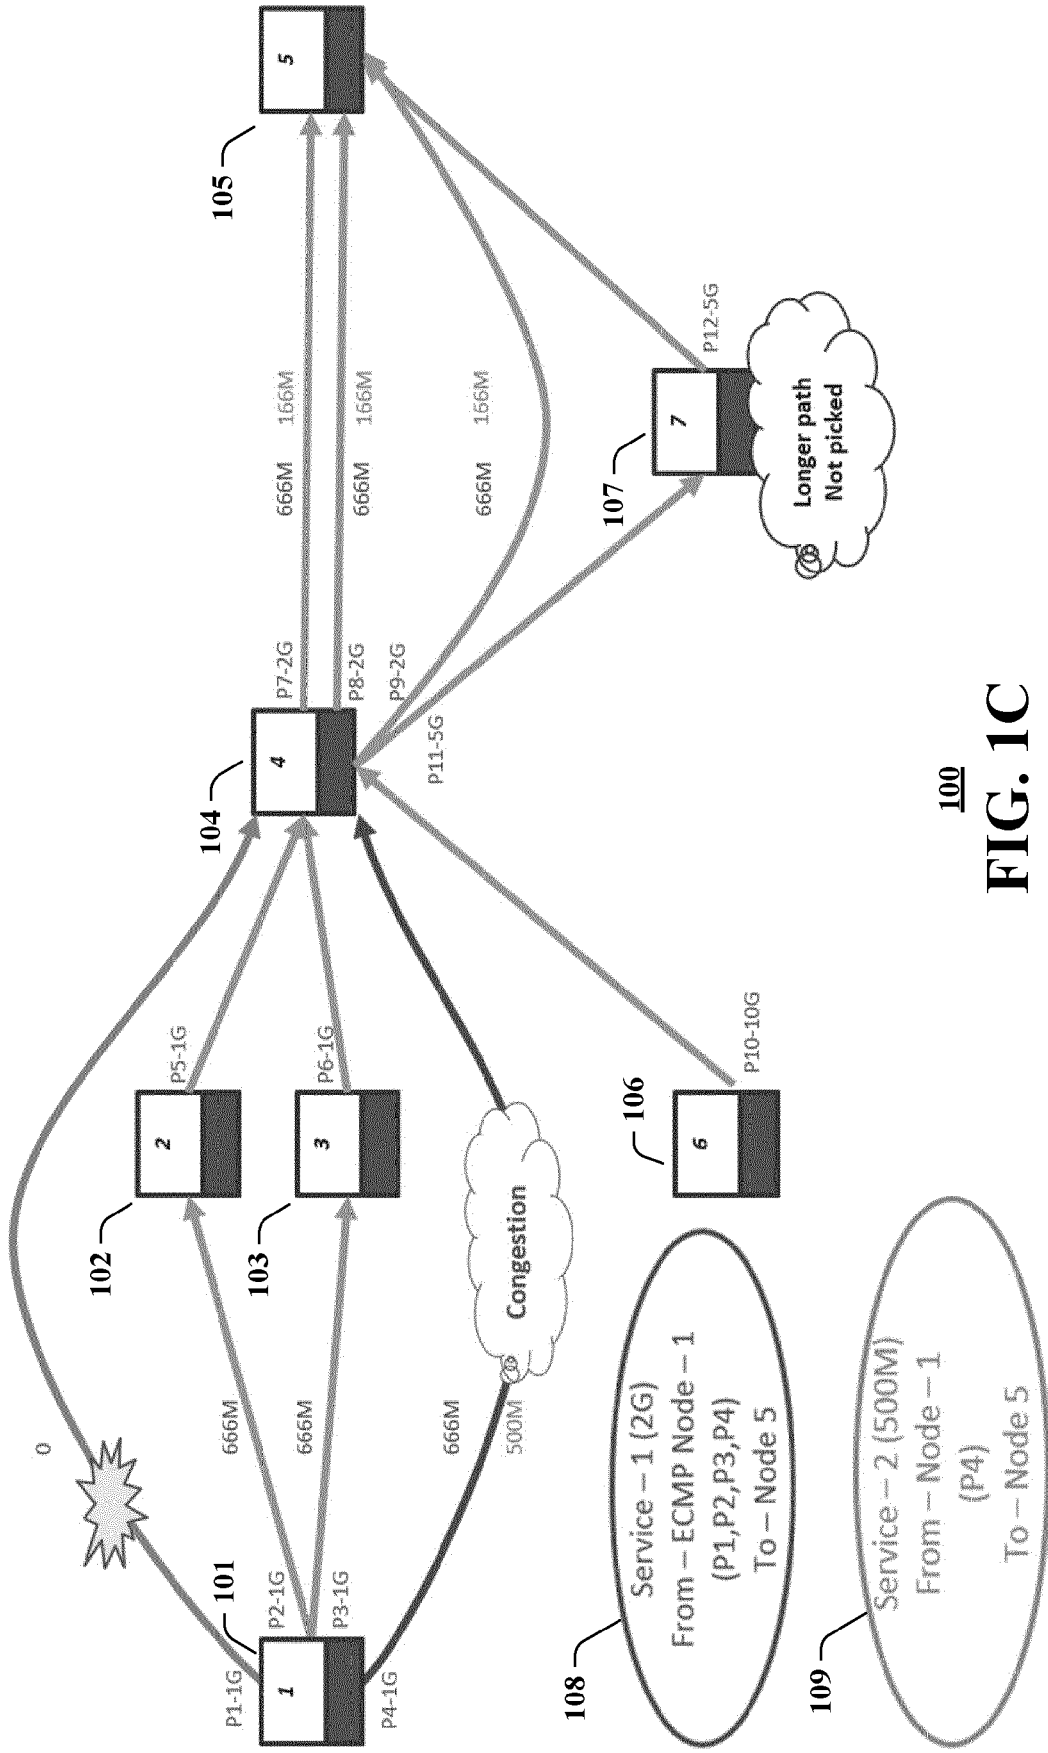 101
1
P1-1G
P2-1G
P3-1G
P4-1G
0
666M
666M
666M
500M
Congestion
102
2
P5-1G
103
3
P6-1G
104
4
P7-2G
P8-2G
P9-2G
P11-5G
666M
166M
666M
166M
666M
166M
105
5
106
6
P10-10G
107
7
P12-5G
Longer path
Not picked
108
Service – 1 (2G)
From – ECMP Node – 1
(P1,P2,P3,P4)
To – Node 5
109
Service – 2 (500M)
From – Node – 1
(P4)
To – Node 5
100
FIG. 1C